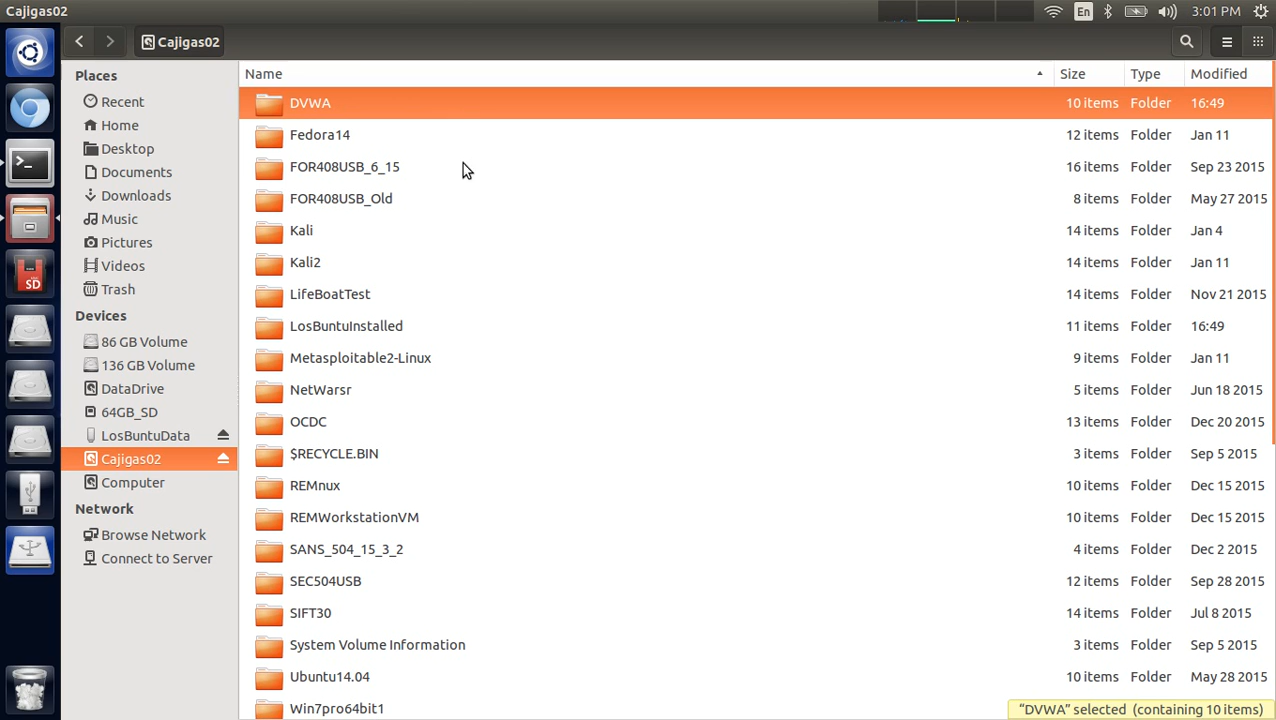 Cajigas02
En
3:01 PM
Cajigas02
Places
Recent
Home
Desktop
Documents
Downloads
Music
Pictures
Videos
Trash
Devices
86 GB Volume
136 GB Volume
DataDrive
64GB_SD
LosBuntuData
Cajigas02
Computer
Network
Browse Network
Connect to Server
SD
Name Size Type Modified
DVWA 10 items Folder 16:49
Fedora14 12 items Folder Jan 11
FOR408USB_6_15 16 items Folder Sep 23 2015
FOR408USB_Old 8 items Folder May 27 2015
Kali 14 items Folder Jan 4
Kali2 14 items Folder Jan 11
LifeBoatTest 14 items Folder Nov 21 2015
LosBuntuInstalled 11 items Folder 16:49
Metasploitable2-Linux 9 items Folder Jan 11
NetWarsr 5 items Folder Jun 18 2015
OCDC 13 items Folder Dec 20 2015
$RECYCLE.BIN 3 items Folder Sep 5 2015
REMnux 10 items Folder Dec 15 2015
REMWorkstationVM 10 items Folder Dec 15 2015
SANS_504_15_3_2 4 items Folder Dec 2 2015
SEC504USB 12 items Folder Sep 28 2015
SIFT30 14 items Folder Jul 8 2015
System Volume Information 3 items Folder Sep 5 2015
Ubuntu14.04 10 items Folder May 28 2015
Win7pro64bit1
“DVWA” selected (containing 10 items)